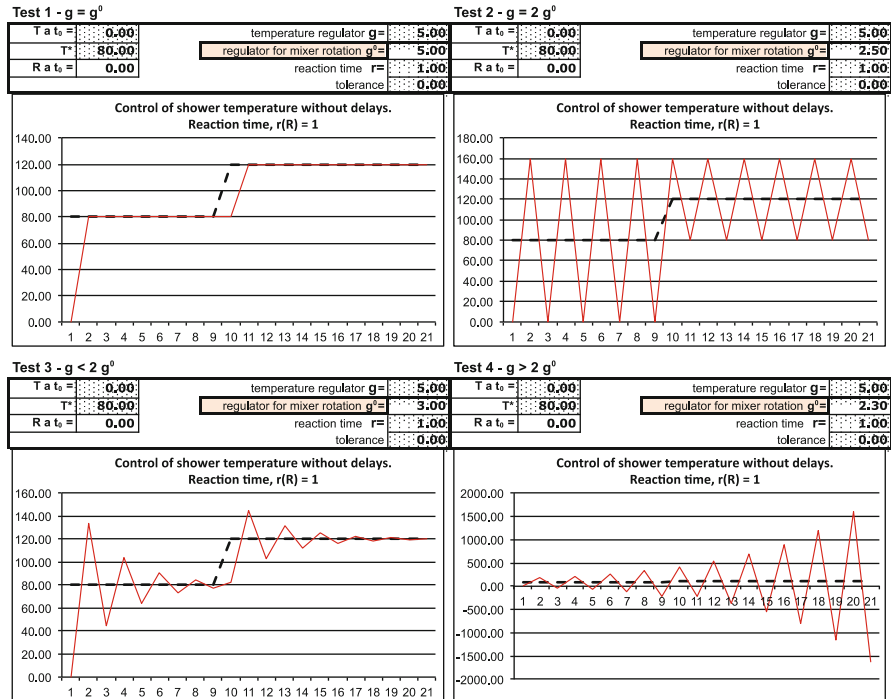 Test 1 - g = g⁰
T a t₀ = 0.00 temperature regulator g= 5.00
T* 80.00 regulator for mixer rotation g⁰= 5.00
R a t₀ = 0.00 reaction time r= 1.00
tolerance 0.00
Control of shower temperature without delays.
Reaction time, r(R) = 1
140.00
120.00
100.00
80.00
60.00
40.00
20.00
0.00
1 2 3 4 5 6 7 8 9 10 11 12 13 14 15 16 17 18 19 20 21
Test 2 - g = 2 g⁰
T a t₀ = 0.00 temperature regulator g= 5.00
T* 80.00 regulator for mixer rotation g⁰= 2.50
R a t₀ = 0.00 reaction time r= 1.00
tolerance 0.00
Control of shower temperature without delays.
Reaction time, r(R) = 1
180.00
160.00
140.00
120.00
100.00
80.00
60.00
40.00
20.00
0.00
1 2 3 4 5 6 7 8 9 10 11 12 13 14 15 16 17 18 19 20 21
Test 3 - g < 2 g⁰
T a t₀ = 0.00 temperature regulator g= 5.00
T* 80.00 regulator for mixer rotation g⁰= 3.00
R a t₀ = 0.00 reaction time r= 1.00
tolerance 0.00
Control of shower temperature without delays.
Reaction time, r(R) = 1
160.00
140.00
120.00
100.00
80.00
60.00
40.00
20.00
0.00
1 2 3 4 5 6 7 8 9 10 11 12 13 14 15 16 17 18 19 20 21
Test 4 - g > 2 g⁰
T a t₀ = 0.00 temperature regulator g= 5.00
T* 80.00 regulator for mixer rotation g⁰= 2.30
R a t₀ = 0.00 reaction time r= 1.00
tolerance 0.00
Control of shower temperature without delays.
Reaction time, r(R) = 1
2000.00
1500.00
1000.00
500.00
0.00
-500.00
-1000.00
-1500.00
-2000.00
1 2 3 4 5 6 7 8 9 10 11 12 13 14 15 16 17 18 19 20 21